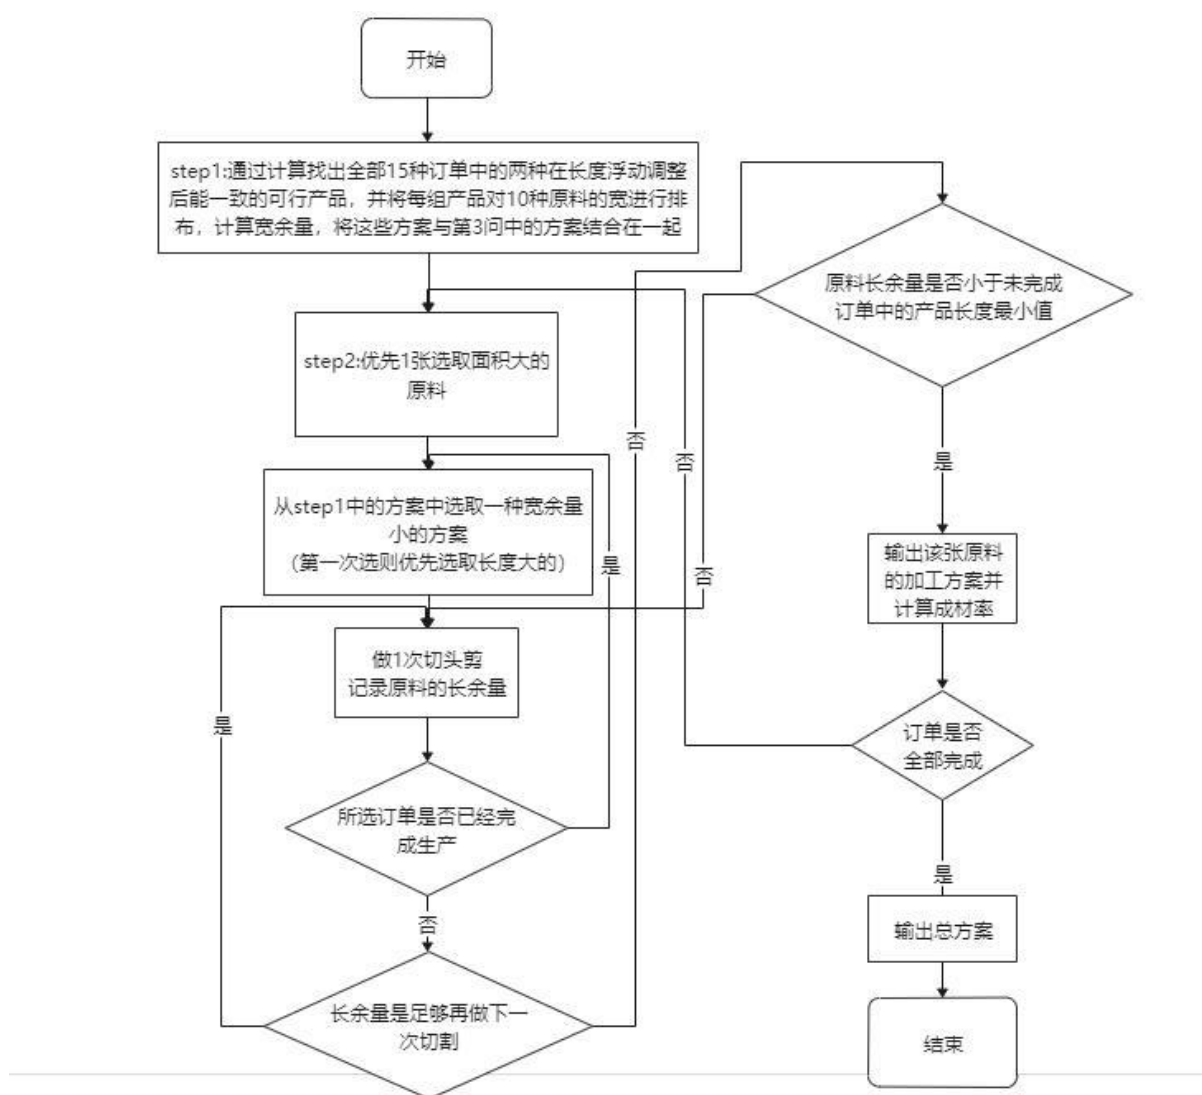 开始
step1:通过计算找出全部15种订单中的两种在长度浮动调整
后能一致的可行产品，并将每组产品对10种原料的宽进行排
布，计算宽余量，将这些方案与第3问中的方案结合在一起
step2:优先1张选取面积大的
原料
从step1中的方案中选取一种宽余量
小的方案
（第一次选则优先选取长度大的）
是
做1次切头剪
记录原料的长余量
是
所选订单是否已经完
成生产
否
长余量是足够再做下一
次切割
否
否
否
原料长余量是否小于未完成
订单中的产品长度最小值
是
输出该张原料
的加工方案并
计算成材率
订单是否
全部完成
是
输出总方案
结束